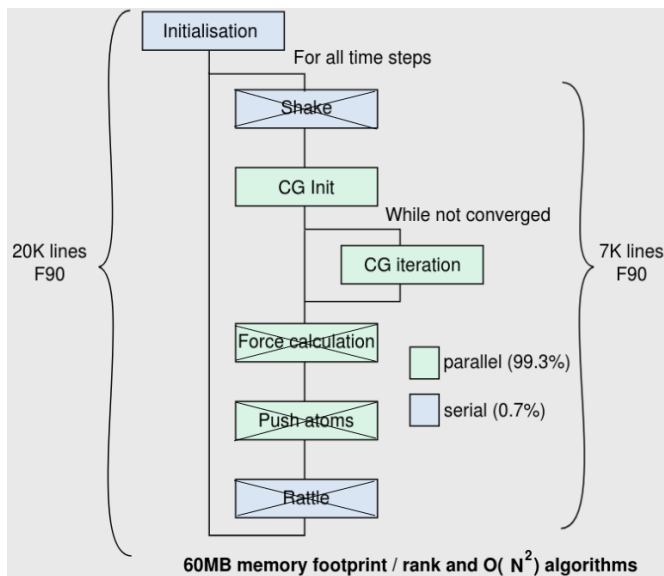 Initialisation
For all time steps
Shake
CG Init
While not converged
CG iteration
20K lines
F90
7K lines
F90
Force calculation
parallel (99.3%)
Push atoms
serial (0.7%)
Rattle
60MB memory footprint / rank and O( N²) algorithms